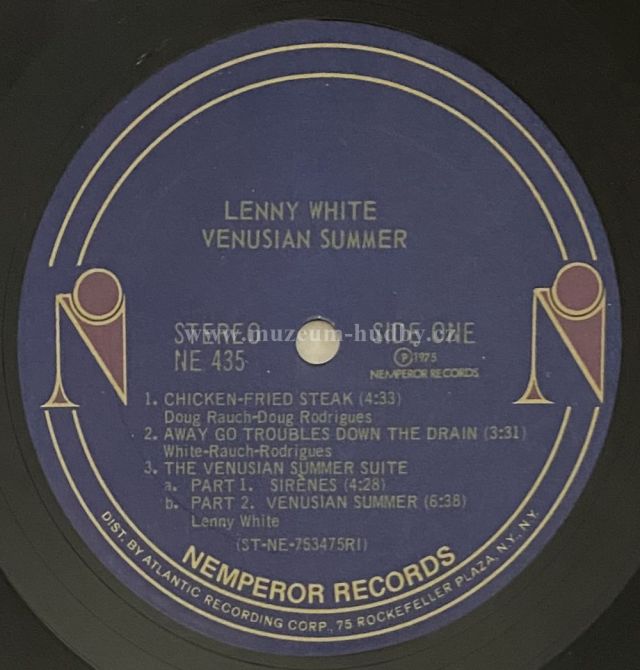 LENNY WHITE
VENUSIAN SUMMER
STEREO SIDE ONE
www.muzeum-hudby.cz
NE 435 Ⓟ1975
NEMPEROR RECORDS
1. CHICKEN-FRIED STEAK (4:33)
Doug Rauch-Doug Rodrigues
2. AWAY GO TROUBLES DOWN THE DRAIN (3:31)
White-Rauch-Rodrigues
3. THE VENUSIAN SUMMER SUITE
a. PART 1. SIRÈNES (4:28)
b. PART 2. VENUSIAN SUMMER (6:38)
Lenny White
(ST-NE-753475RI)
NEMPEROR RECORDS
DIST. BY ATLANTIC RECORDING CORP., 75 ROCKEFELLER PLAZA, N.Y., N.Y.